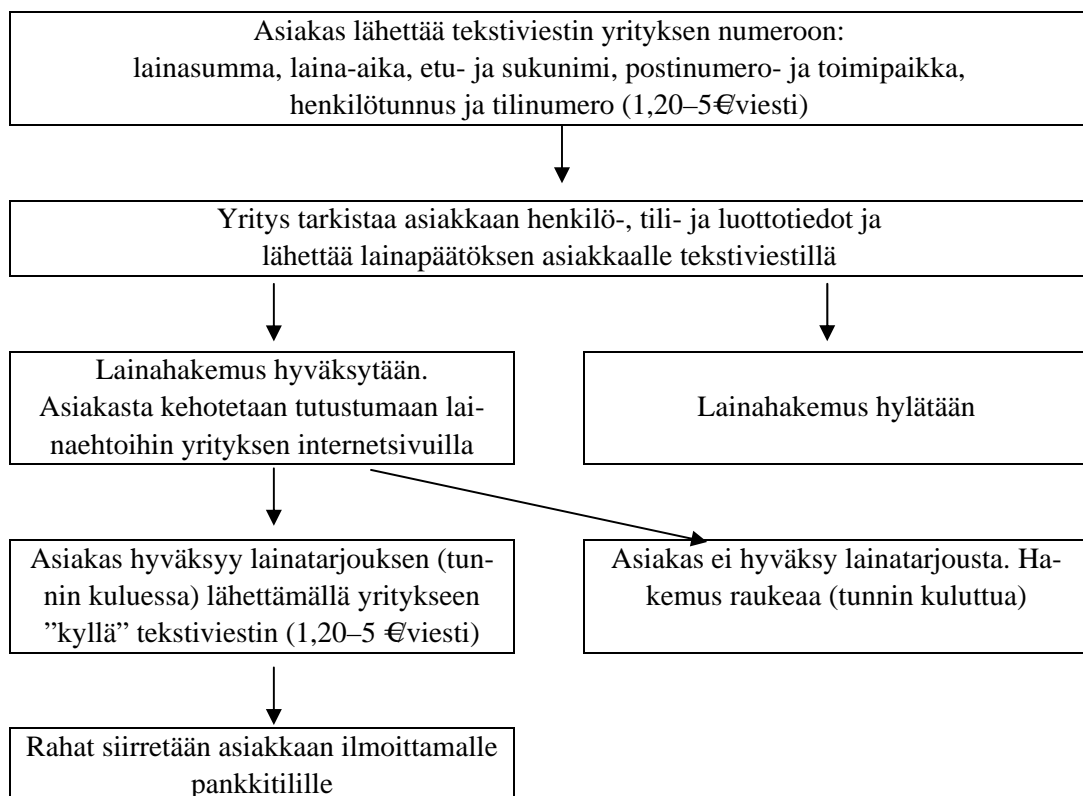 Asiakas lähettää tekstiviestin yrityksen numeroon:
lainasumma, laina-aika, etu- ja sukunimi, postinumero- ja toimipaikka,
henkilötunnus ja tilinumero (1,20–5€/viesti)
Yritys tarkistaa asiakkaan henkilö-, tili- ja luottotiedot ja
lähettää lainapäätöksen asiakkaalle tekstiviestillä
Lainahakemus hyväksytään.
Asiakasta kehotetaan tutustumaan lai-
naehtoihin yrityksen internetsivuilla
Lainahakemus hylätään
Asiakas hyväksyy lainatarjouksen (tun-
nin kuluessa) lähettämällä yritykseen
”kyllä” tekstiviestin (1,20–5 €/viesti)
Asiakas ei hyväksy lainatarjousta. Ha-
kemus raukeaa (tunnin kuluttua)
Rahat siirretään asiakkaan ilmoittamalle
pankkitilille